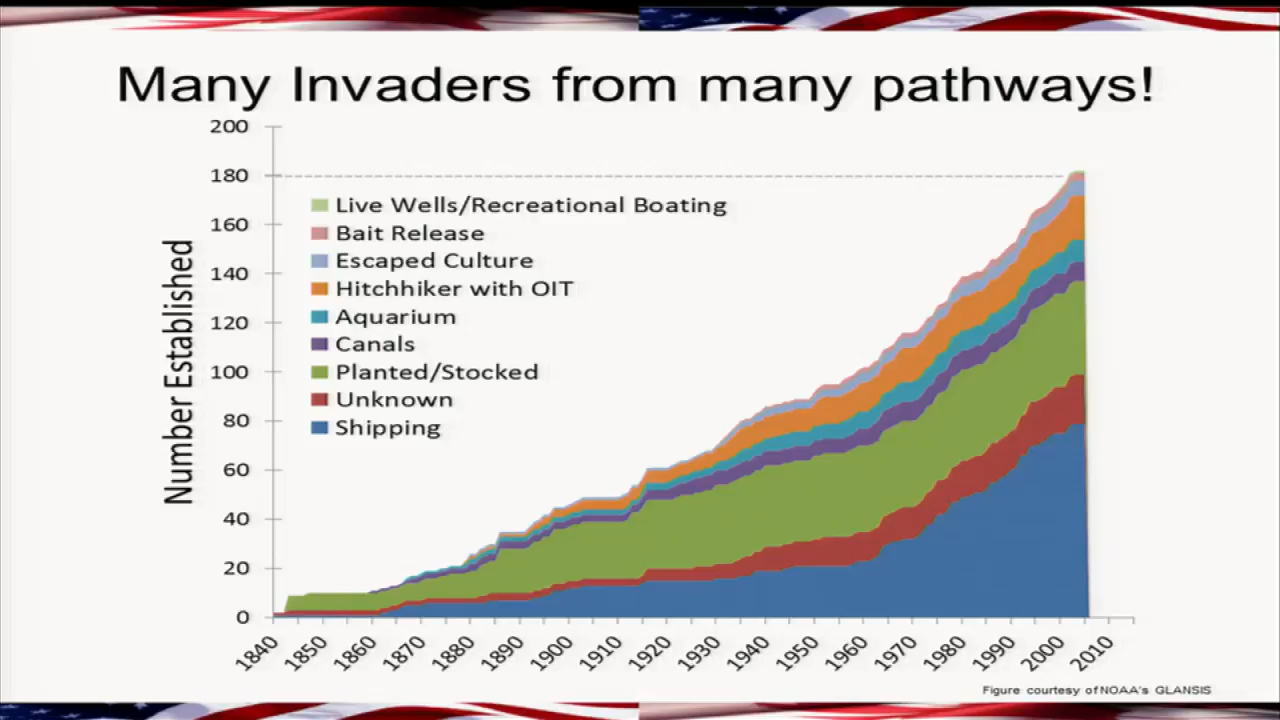 Many Invaders from many pathways!
200
180
160
140
120
100
80
60
40
20
0
Number Established
Live Wells/Recreational Boating
Bait Release
Escaped Culture
Hitchhiker with OIT
Aquarium
Canals
Planted/Stocked
Unknown
Shipping
1840 1850 1860 1870 1880 1890 1900 1910 1920 1930 1940 1950 1960 1970 1980 1990 2000 2010
Figure courtesy of NOAA's GLANSIS